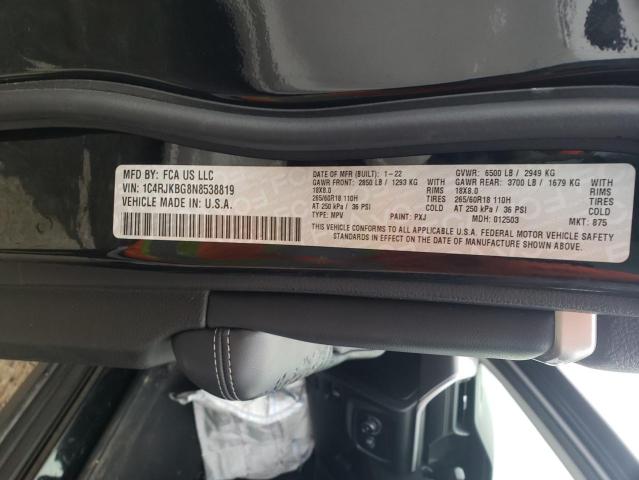 MFD BY: FCA US LLC
VIN: 1C4RJKBG8N8538819
VEHICLE MADE IN U.S.A.
DATE OF MFR (BUILT): 1-22 GVWR: 6500 LB / 2949 KG
GAWR FRONT: 2850 LB / 1293 KG WITH GAWR REAR: 3700 LB / 1679 KG WITH
18X8.0 RIMS 18X8.0 RIMS
265/60R18 110H TIRES 265/60R18 110H TIRES
AT 250 kPa / 36 PSI COLD AT 250 kPa / 36 PSI COLD
TYPE: MPV PAINT: PXJ MDH: 012503 MKT: 875
THIS VEHICLE CONFORMS TO ALL APPLICABLE U.S.A. FEDERAL MOTOR VEHICLE SAFETY
STANDARDS IN EFFECT ON THE DATE OF MANUFACTURE SHOWN ABOVE.